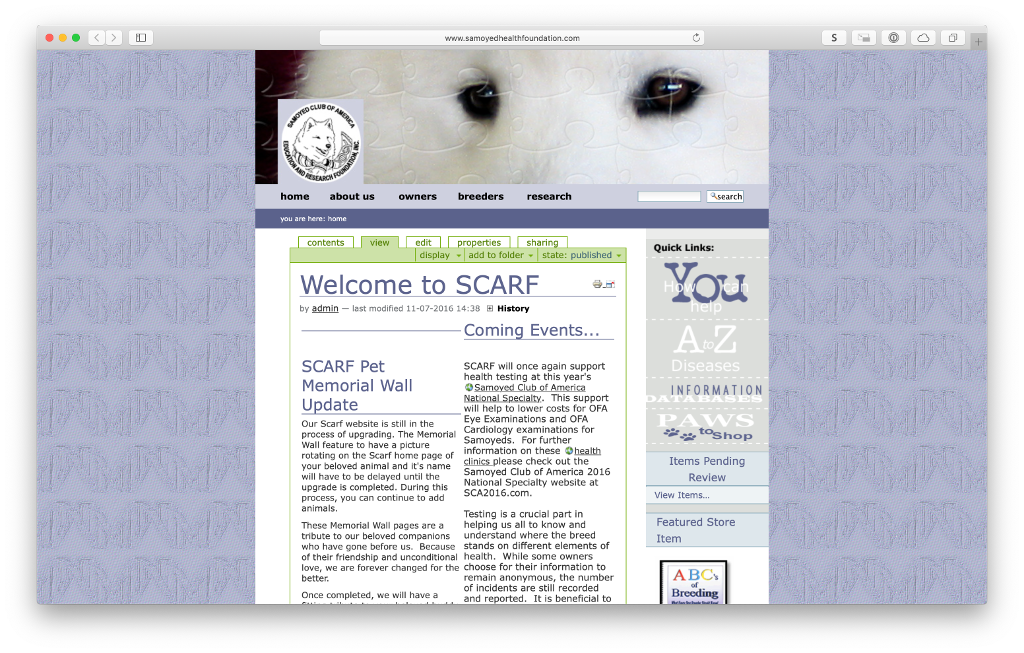 www.samoyedhealthfoundation.com
S
SAMOYED CLUB OF AMERICA
EDUCATION AND RESEARCH FOUNDATION, INC.
home about us owners breeders research
search
you are here: home
contents view edit properties sharing
display add to folder state: published
Welcome to SCARF
by admin — last modified 11-07-2016 14:38 History
SCARF Pet
Memorial Wall
Update
Our Scarf website is still in the
process of upgrading. The Memorial
Wall feature to have a picture
rotating on the Scarf home page of
your beloved animal and it's name
will have to be delayed until the
upgrade is completed. During this
process, you can continue to add
animals.
These Memorial Wall pages are a
tribute to our beloved companions
who have gone before us. Because
of their friendship and unconditional
love, we are forever changed for the
better.
Once completed, we will have a
Coming Events...
SCARF will once again support
health testing at this year's
Samoyed Club of America
National Specialty. This support
will help to lower costs for OFA
Eye Examinations and OFA
Cardiology examinations for
Samoyeds. For further
information on these health
clinics please check out the
Samoyed Club of America 2016
National Specialty website at
SCA2016.com.
Testing is a crucial part in
helping us all to know and
understand where the breed
stands on different elements of
health. While some owners
choose for their information to
remain anonymous, the number
of incidents are still recorded
and reported. It is beneficial to
Quick Links:
You
How can
help
A to Z
Diseases
INFORMATION
DATABASES
PAWS
to Shop
Items Pending
Review
View Items...
Featured Store
Item
ABC's
of
Breeding